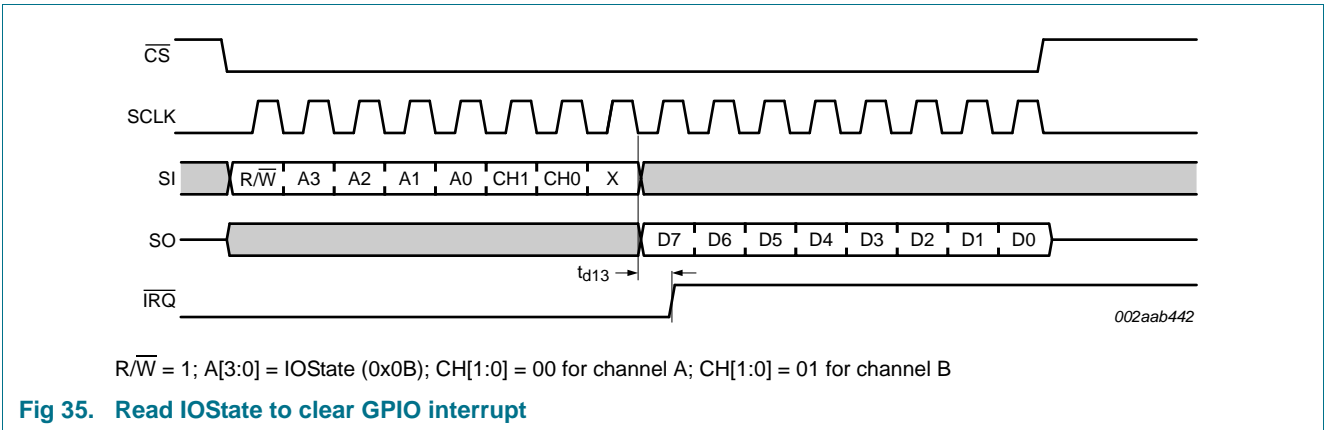 C̅S̅
SCLK
SI R/W̅ A3 A2 A1 A0 CH1 CH0 X
SO D7 D6 D5 D4 D3 D2 D1 D0
td13
I̅R̅Q̅
002aab442
R/W̅ = 1; A[3:0] = IOState (0x0B); CH[1:0] = 00 for channel A; CH[1:0] = 01 for channel B
Fig 35. Read IOState to clear GPIO interrupt